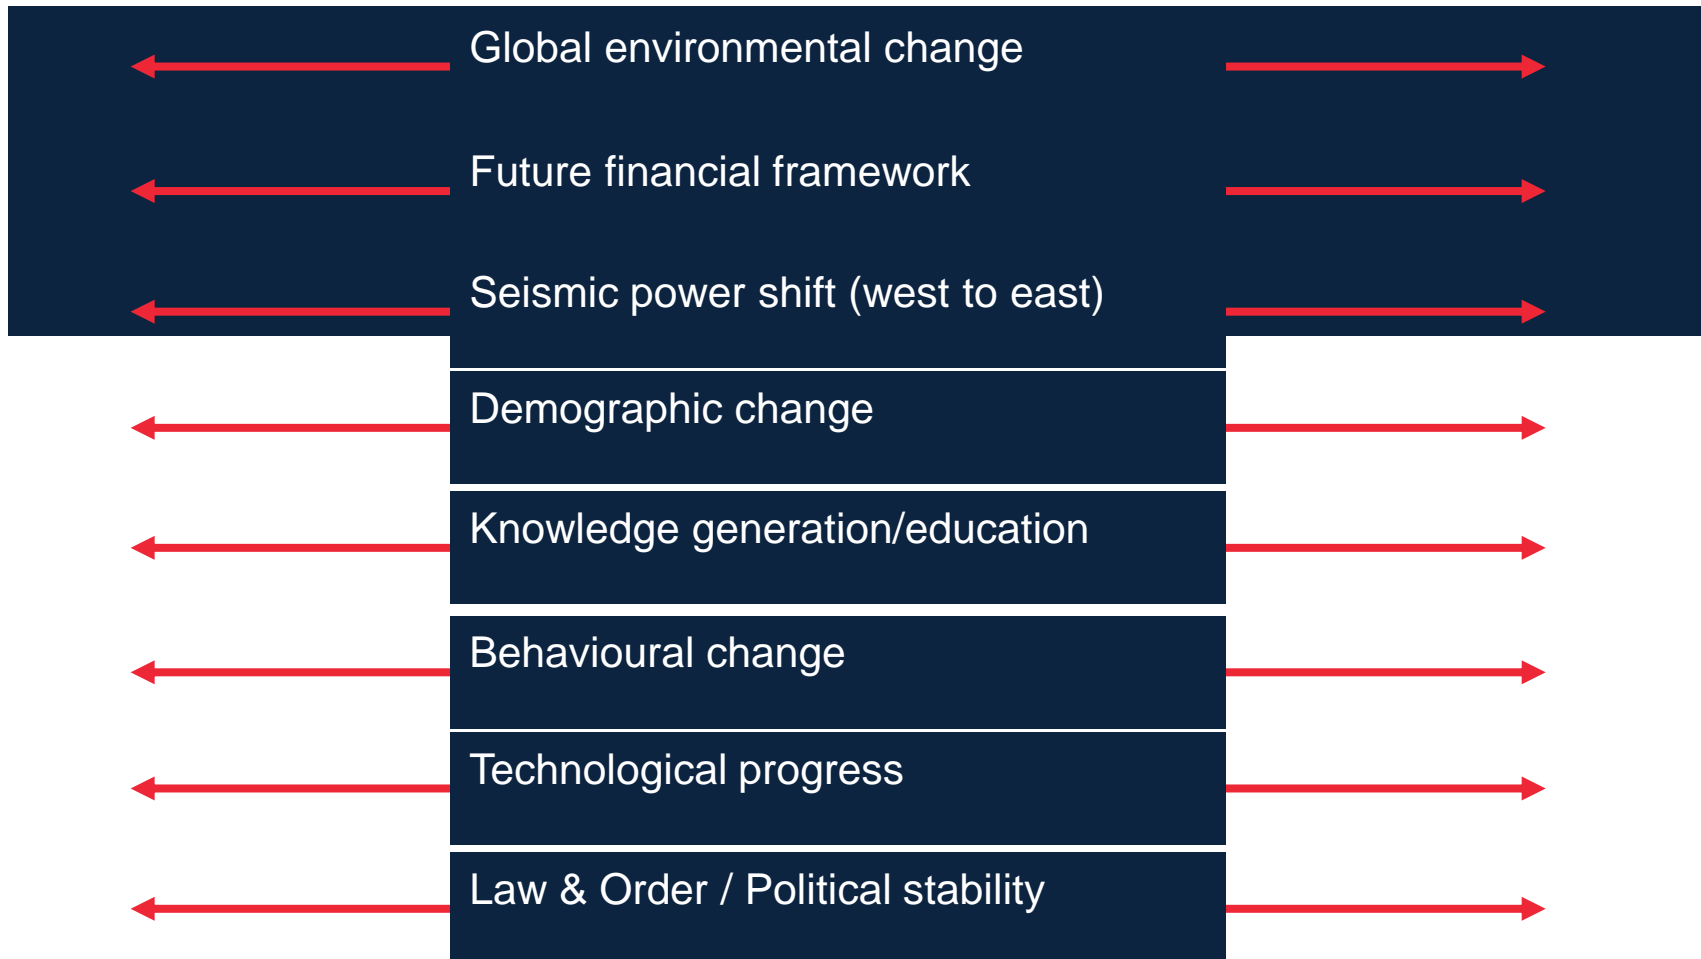 Global environmental change
Future financial framework
Seismic power shift (west to east)
Demographic change
Knowledge generation/education
Behavioural change
Technological progress
Law & Order / Political stability